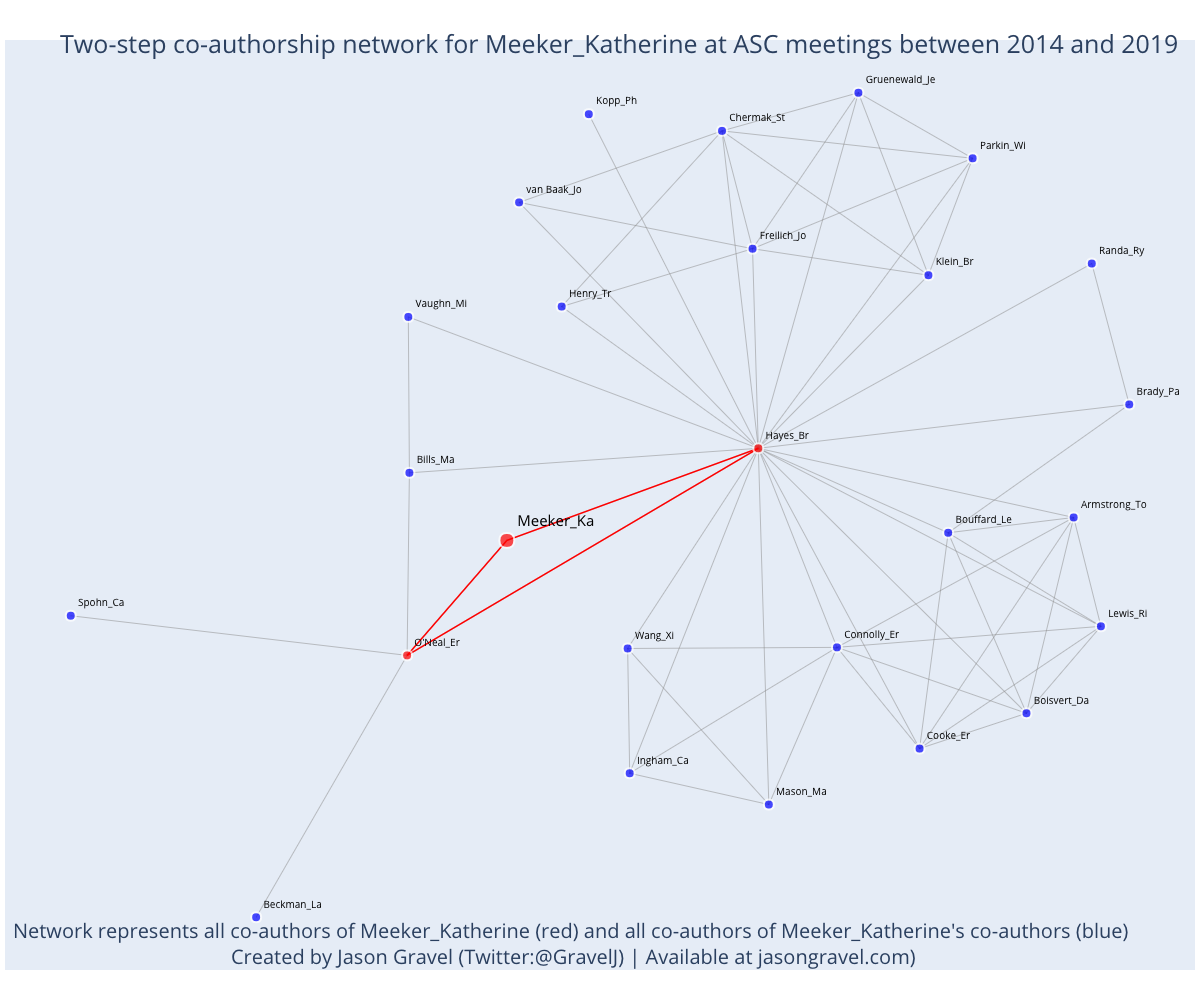 Two-step co-authorship network for Meeker_Katherine at ASC meetings between 2014 and 2019
Gruenewald_Je
Kopp_Ph
Chermak_St
Parkin_Wi
van Baak_Jo
Freilich_Jo
Randa_Ry
Klein_Br
Henry_Tr
Vaughn_Mi
Brady_Pa
Hayes_Br
Bills_Ma
Armstrong_To
Meeker_Ka
Bouffard_Le
Spohn_Ca
Lewis_Ri
Wang_Xi
Connolly_Er
O'Neal_Er
Boisvert_Da
Cooke_Er
Ingham_Ca
Mason_Ma
Beckman_La
Network represents all co-authors of Meeker_Katherine (red) and all co-authors of Meeker_Katherine's co-authors (blue)
Created by Jason Gravel (Twitter:@GravelJ) | Available at jasongravel.com)